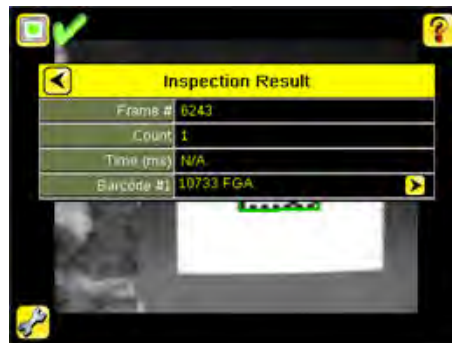 Inspection Result
Frame # 6243
Count 1
Time (ms) N/A
Barcode #1 10733 FGA